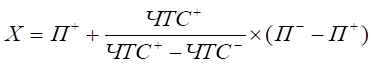 X = П⁺ + ЧТС⁺ / (ЧТС⁺ − ЧТС⁻) × (П⁻ − П⁺)